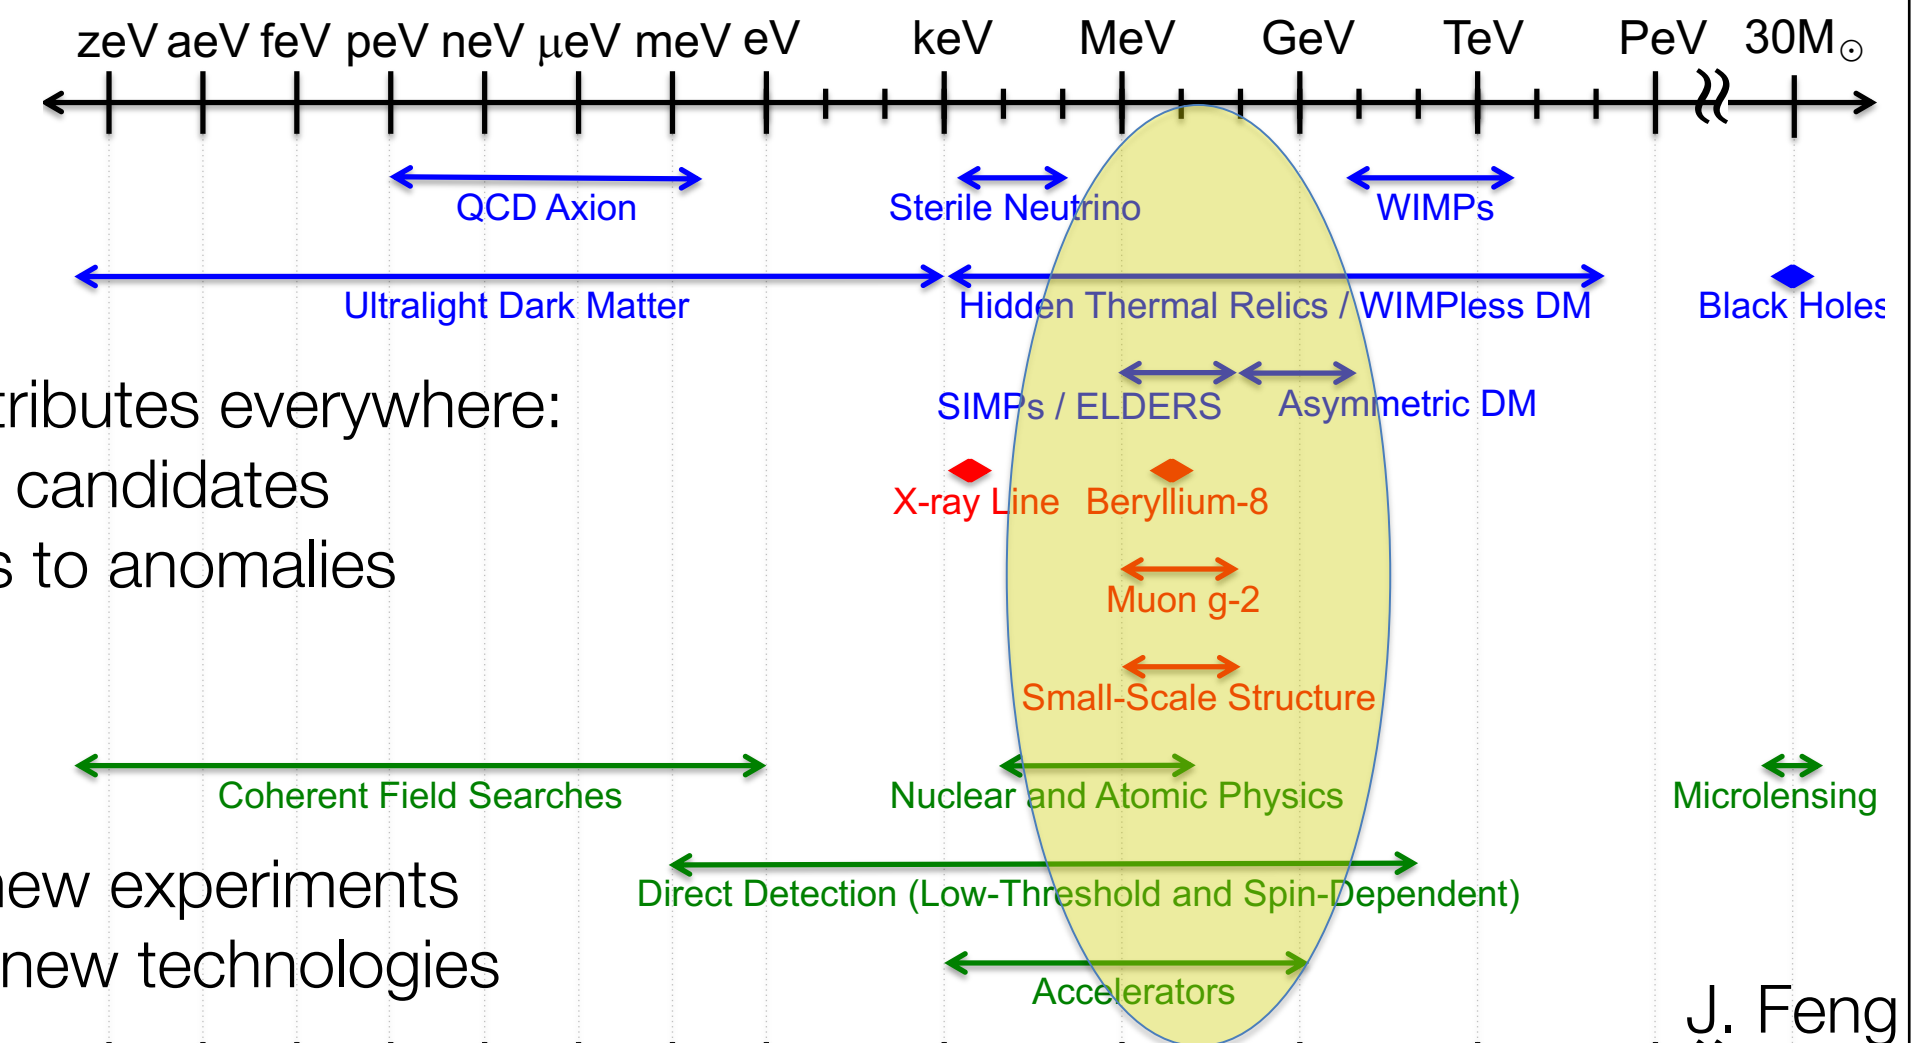 zeV aeV feV peV neV μeV meV eV keV MeV GeV TeV PeV 30M☉
QCD Axion Sterile Neutrino WIMPs
Ultralight Dark Matter Hidden Thermal Relics / WIMPless DM Black Holes
SIMPs / ELDERS Asymmetric DM
tributes everywhere:
candidates
X-ray Line Beryllium-8
s to anomalies
Muon g-2
Small-Scale Structure
Coherent Field Searches Nuclear and Atomic Physics Microlensing
new experiments
Direct Detection (Low-Threshold and Spin-Dependent)
new technologies
Accelerators
J. Feng